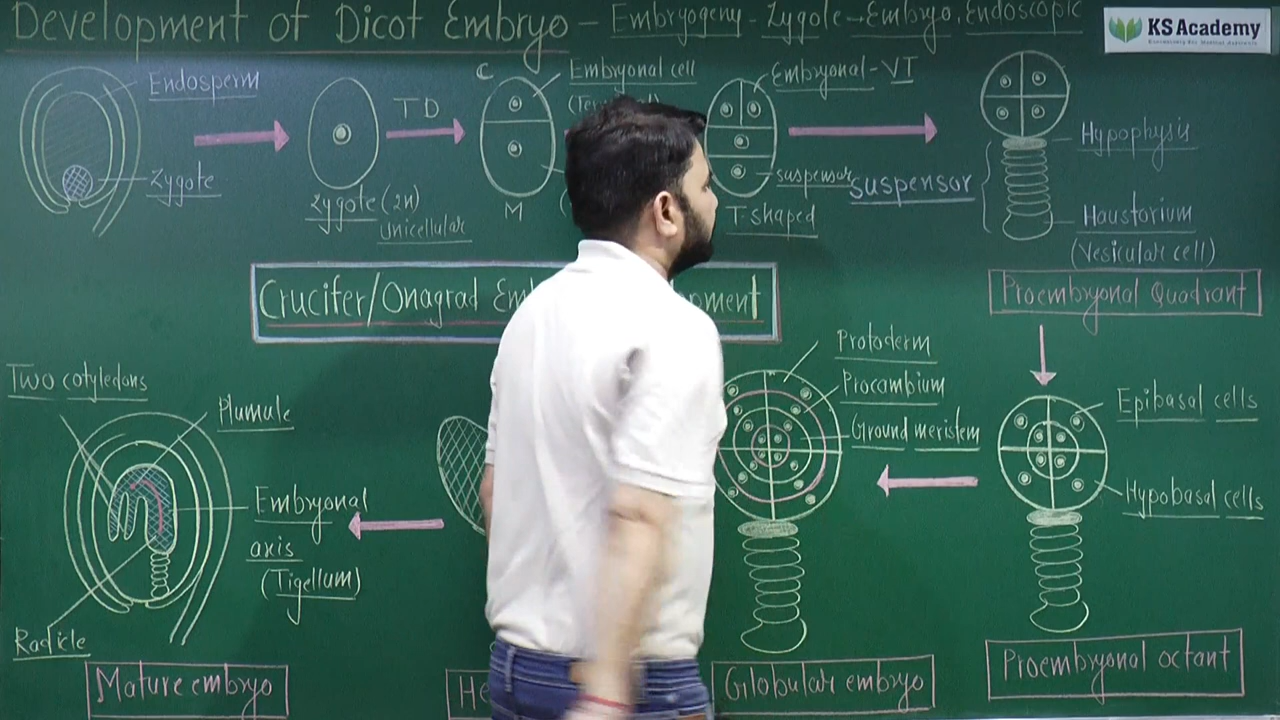 Development of Dicot Embryo - Embryogeny - Zygote → Embryo, Endoscopic
KS Academy
Endosperm
Zygote
Zygote (2n)
Unicellular
TD
C
M
Embryonal cell
Embryonal - VI
suspensor
T-shaped
suspensor
Hypophysis
Haustorium
(Vesicular cell)
Proembryonal Quadrant
Crucifer/Onagrad
Two cotyledons
Plumule
Embryonal
axis
(Tigellum)
Radicle
Mature embryo
Protoderm
Procambium
Ground meristem
Globular embryo
Epibasal cells
Hypobasal cells
Proembryonal octant